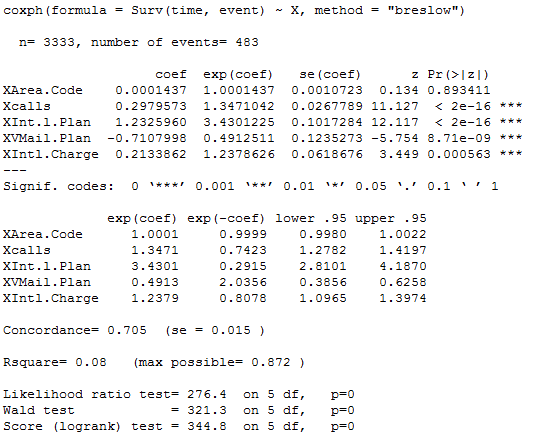 coxph(formula = Surv(time, event) ~ X, method = "breslow")
n= 3333, number of events= 483
coef exp(coef) se(coef) z Pr(>|z|)
XArea.Code 0.0001437 1.0001437 0.0010723 0.134 0.893411
Xcalls 0.2979573 1.3471042 0.0267789 11.127 < 2e-16 ***
XInt.l.Plan 1.2325960 3.4301225 0.1017284 12.117 < 2e-16 ***
XVMail.Plan -0.7107998 0.4912511 0.1235273 -5.754 8.71e-09 ***
XIntl.Charge 0.2133862 1.2378626 0.0618676 3.449 0.000563 ***
---
Signif. codes: 0 ‘***’ 0.001 ‘**’ 0.01 ‘*’ 0.05 ‘.’ 0.1 ‘ ’ 1
exp(coef) exp(-coef) lower .95 upper .95
XArea.Code 1.0001 0.9999 0.9980 1.0022
Xcalls 1.3471 0.7423 1.2782 1.4197
XInt.l.Plan 3.4301 0.2915 2.8101 4.1870
XVMail.Plan 0.4913 2.0356 0.3856 0.6258
XIntl.Charge 1.2379 0.8078 1.0965 1.3974
Concordance= 0.705 (se = 0.015 )
Rsquare= 0.08 (max possible= 0.872 )
Likelihood ratio test= 276.4 on 5 df, p=0
Wald test = 321.3 on 5 df, p=0
Score (logrank) test = 344.8 on 5 df, p=0